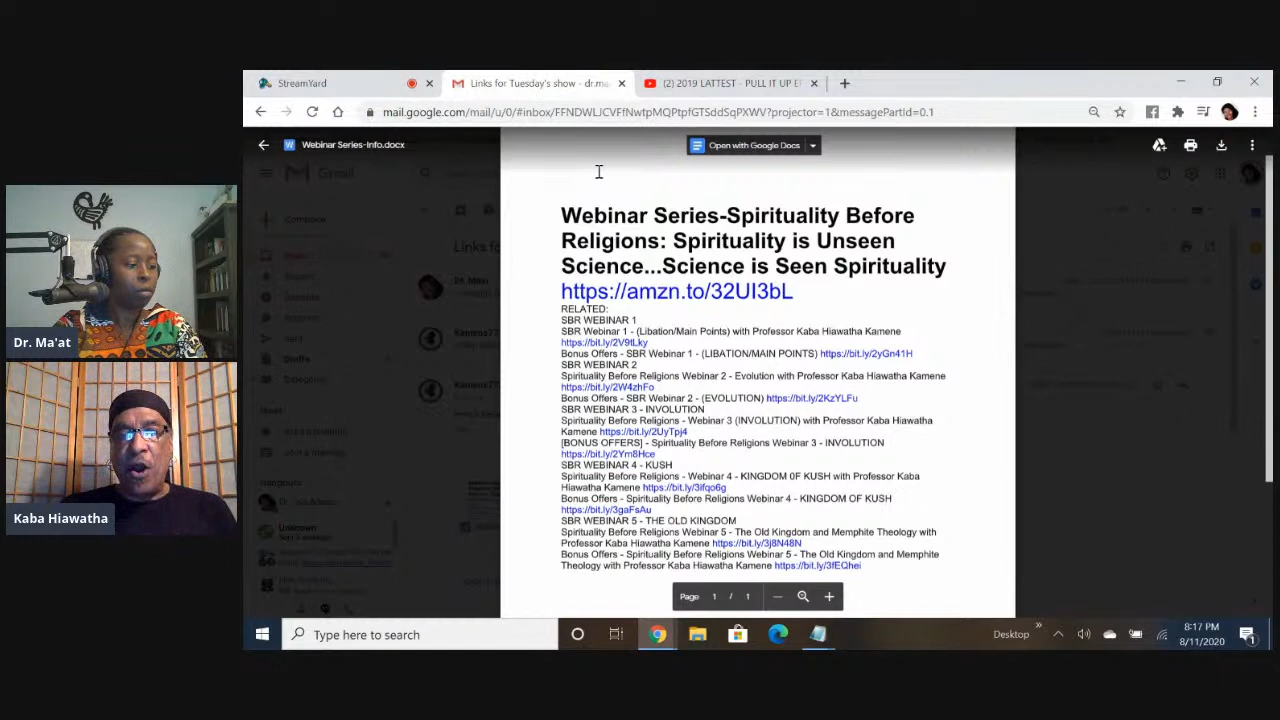 StreamYard
Links for Tuesday's show - dr.ma
(2) 2019 LATTEST - PULL IT UP EP
mail.google.com/mail/u/0/#inbox/FFNDWLJCVFfNwtpMQPtpfGTSddSqPXWV?projector=1&messagePartId=0.1
Webinar Series-Info.docx
Open with Google Docs
Gmail
Compose
Links fo
Webinar Series-Spirituality Before
Religions: Spirituality is Unseen
Science...Science is Seen Spirituality
https://amzn.to/32UI3bL
RELATED:
SBR WEBINAR 1
SBR Webinar 1 - (Libation/Main Points) with Professor Kaba Hiawatha Kamene
https://bit.ly/2V9tLky
Bonus Offers - SBR Webinar 1 - (LIBATION/MAIN POINTS) https://bit.ly/2yGn41H
SBR WEBINAR 2
Spirituality Before Religions Webinar 2 - Evolution with Professor Kaba Hiawatha Kamene
https://bit.ly/2W4zhFo
Bonus Offers - SBR Webinar 2 - (EVOLUTION) https://bit.ly/2KzYLFu
SBR WEBINAR 3 - INVOLUTION
Spirituality Before Religions - Webinar 3 (INVOLUTION) with Professor Kaba Hiawatha
Kamene https://bit.ly/2UyTpj4
[BONUS OFFERS] - Spirituality Before Religions Webinar 3 - INVOLUTION
https://bit.ly/2Ym8Hce
SBR WEBINAR 4 - KUSH
Spirituality Before Religions - Webinar 4 - KINGDOM 0F KUSH with Professor Kaba
Hiawatha Kamene https://bit.ly/3ifqo6g
Bonus Offers - Spirituality Before Religions Webinar 4 - KINGDOM OF KUSH
https://bit.ly/3gaFsAu
SBR WEBINAR 5 - THE OLD KINGDOM
Spirituality Before Religions Webinar 5 - The Old Kingdom and Memphite Theology with
Professor Kaba Hiawatha Kamene https://bit.ly/3j8N48N
Bonus Offers - Spirituality Before Religions Webinar 5 - The Old Kingdom and Memphite
Theology with Professor Kaba Hiawatha Kamene https://bit.ly/3fEQhei
Page 1 / 1
Unknown
Dr. Ma'at
Kaba Hiawatha
Type here to search
Desktop
8:17 PM
8/11/2020